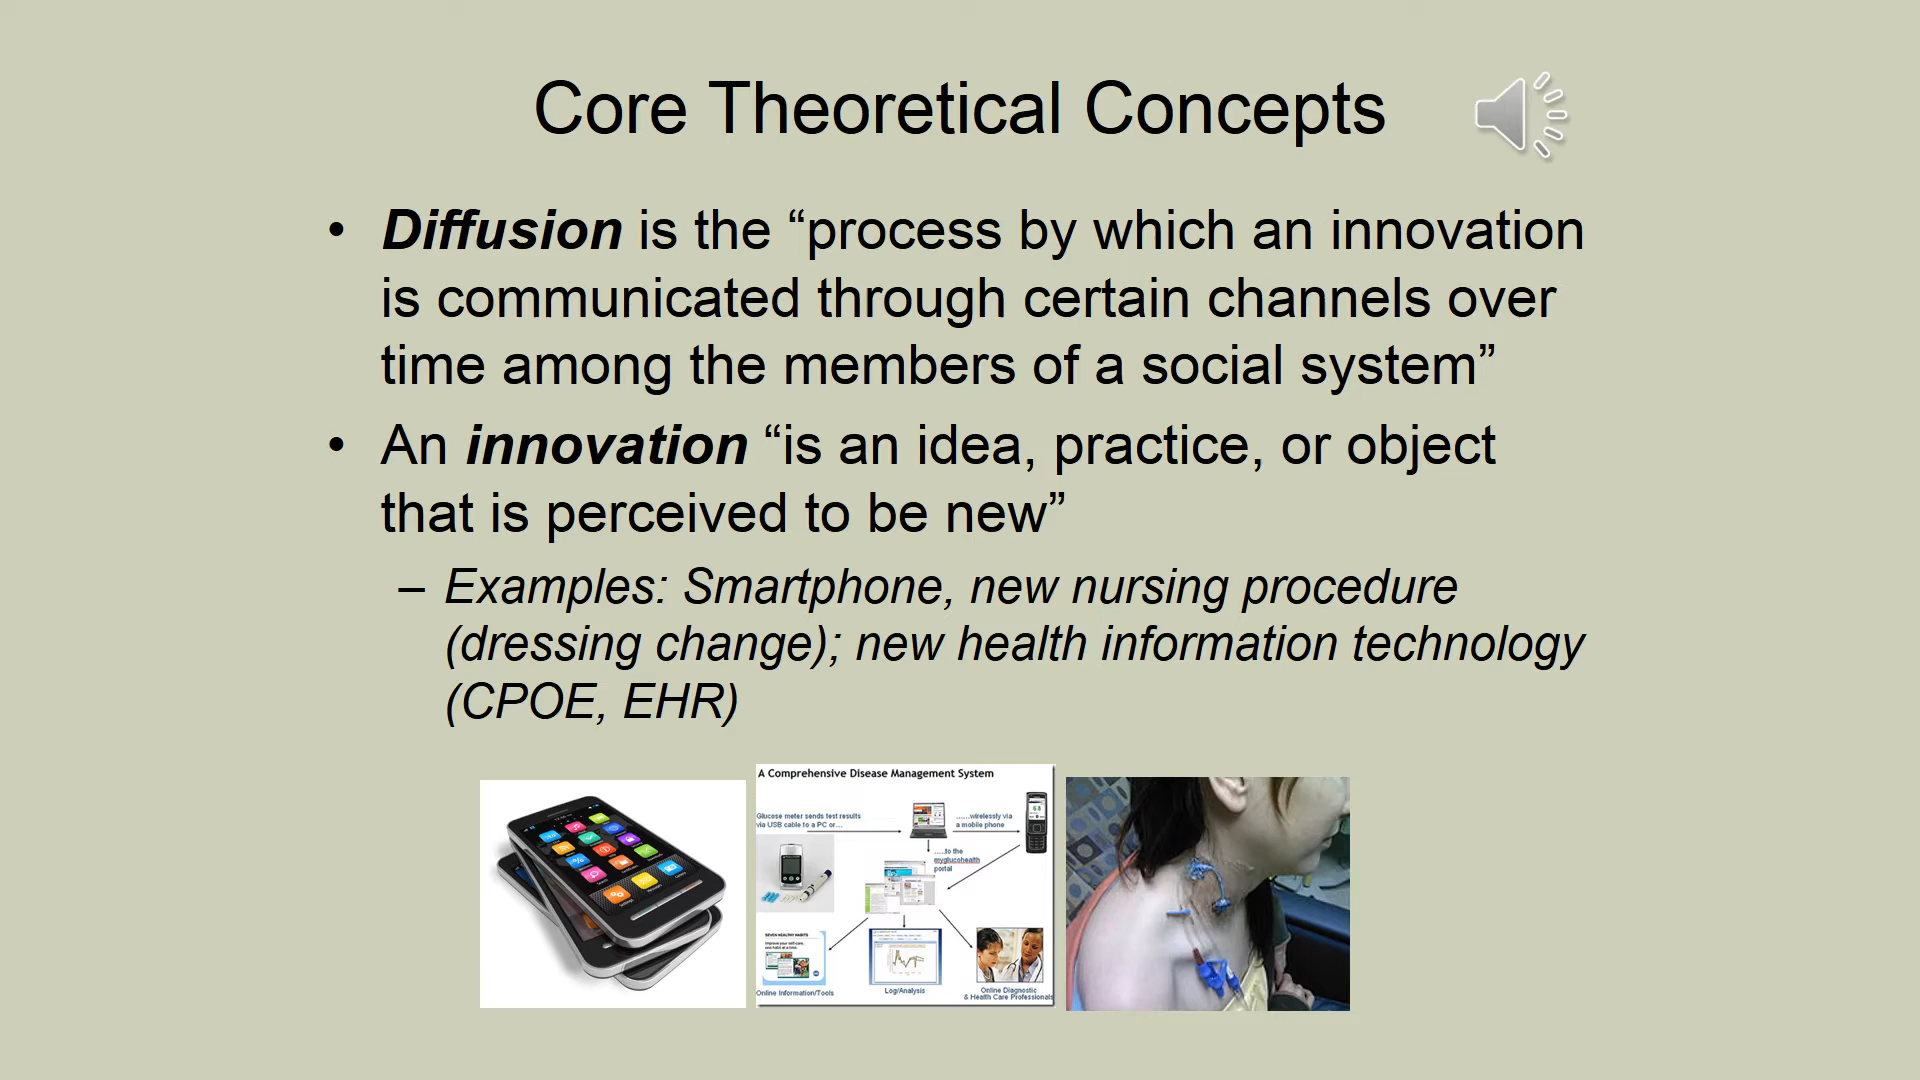 Core Theoretical Concepts
• Diffusion is the “process by which an innovation
is communicated through certain channels over
time among the members of a social system”
• An innovation “is an idea, practice, or object
that is perceived to be new”
– Examples: Smartphone, new nursing procedure
(dressing change); new health information technology
(CPOE, EHR)
A Comprehensive Disease Management System
Glucose meter sends test results
via USB cable to a PC or...
......wirelessly via
a mobile phone
.....to the
myglucohealth
portal
SEVEN HEALTHY HABITS
Online Information/Tools
Log/Analysis
Online Diagnostic
& Health Care Professionals